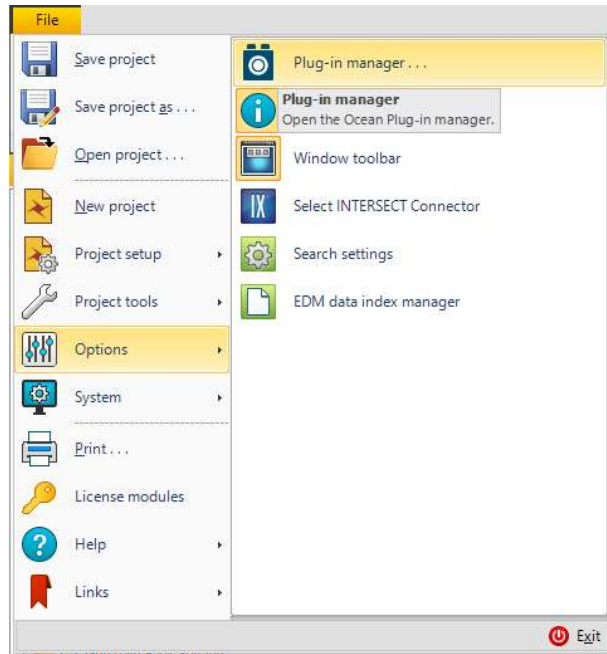 File
Save project
Save project as . . .
Open project . . .
New project
Project setup
Project tools
Options
System
Print . . .
License modules
Help
Links
Plug-in manager . . .
Plug-in manager
Open the Ocean Plug-in manager.
Window toolbar
IX Select INTERSECT Connector
Search settings
EDM data index manager
Exit